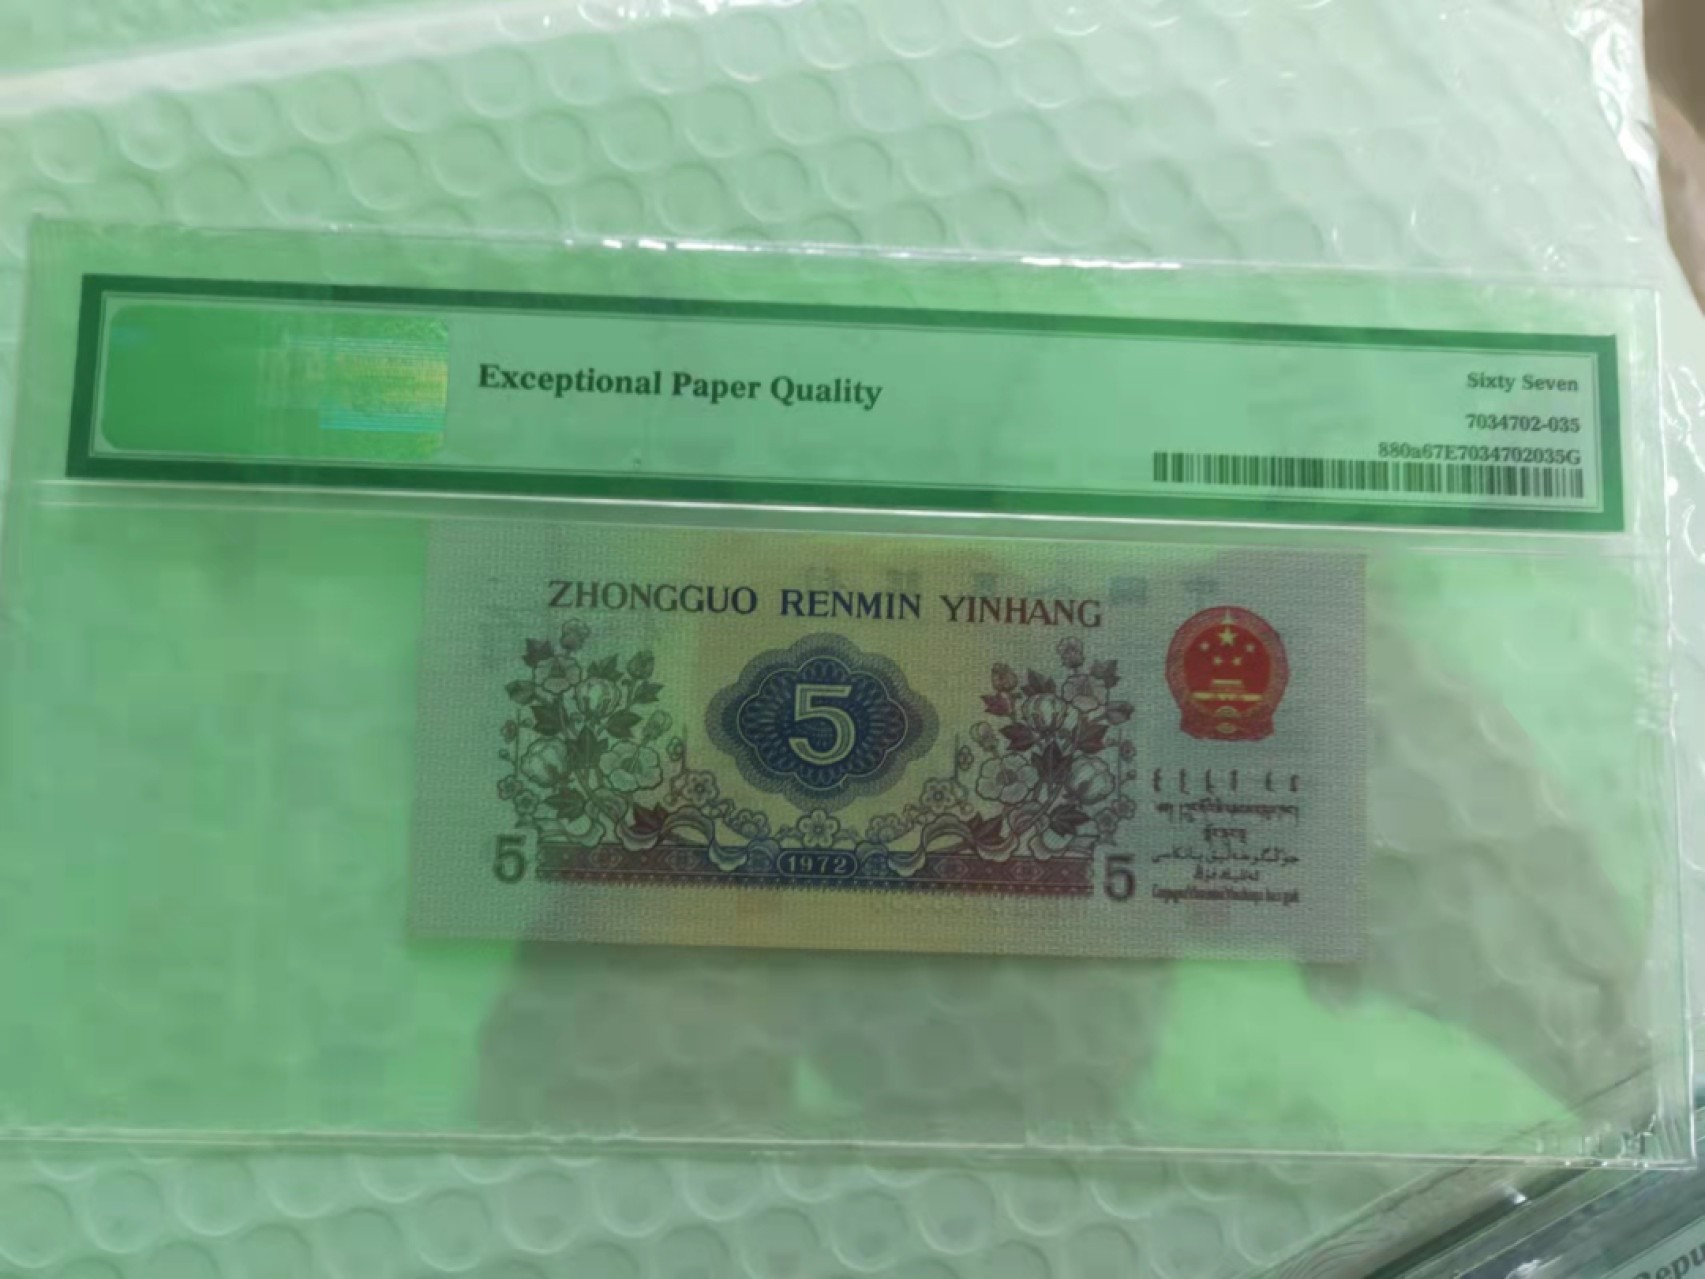 Exceptional Paper Quality
Sixty Seven
7034702-035
880a67E7034702035G
ZHONGGUO RENMIN YINHANG
5
1972
5
5